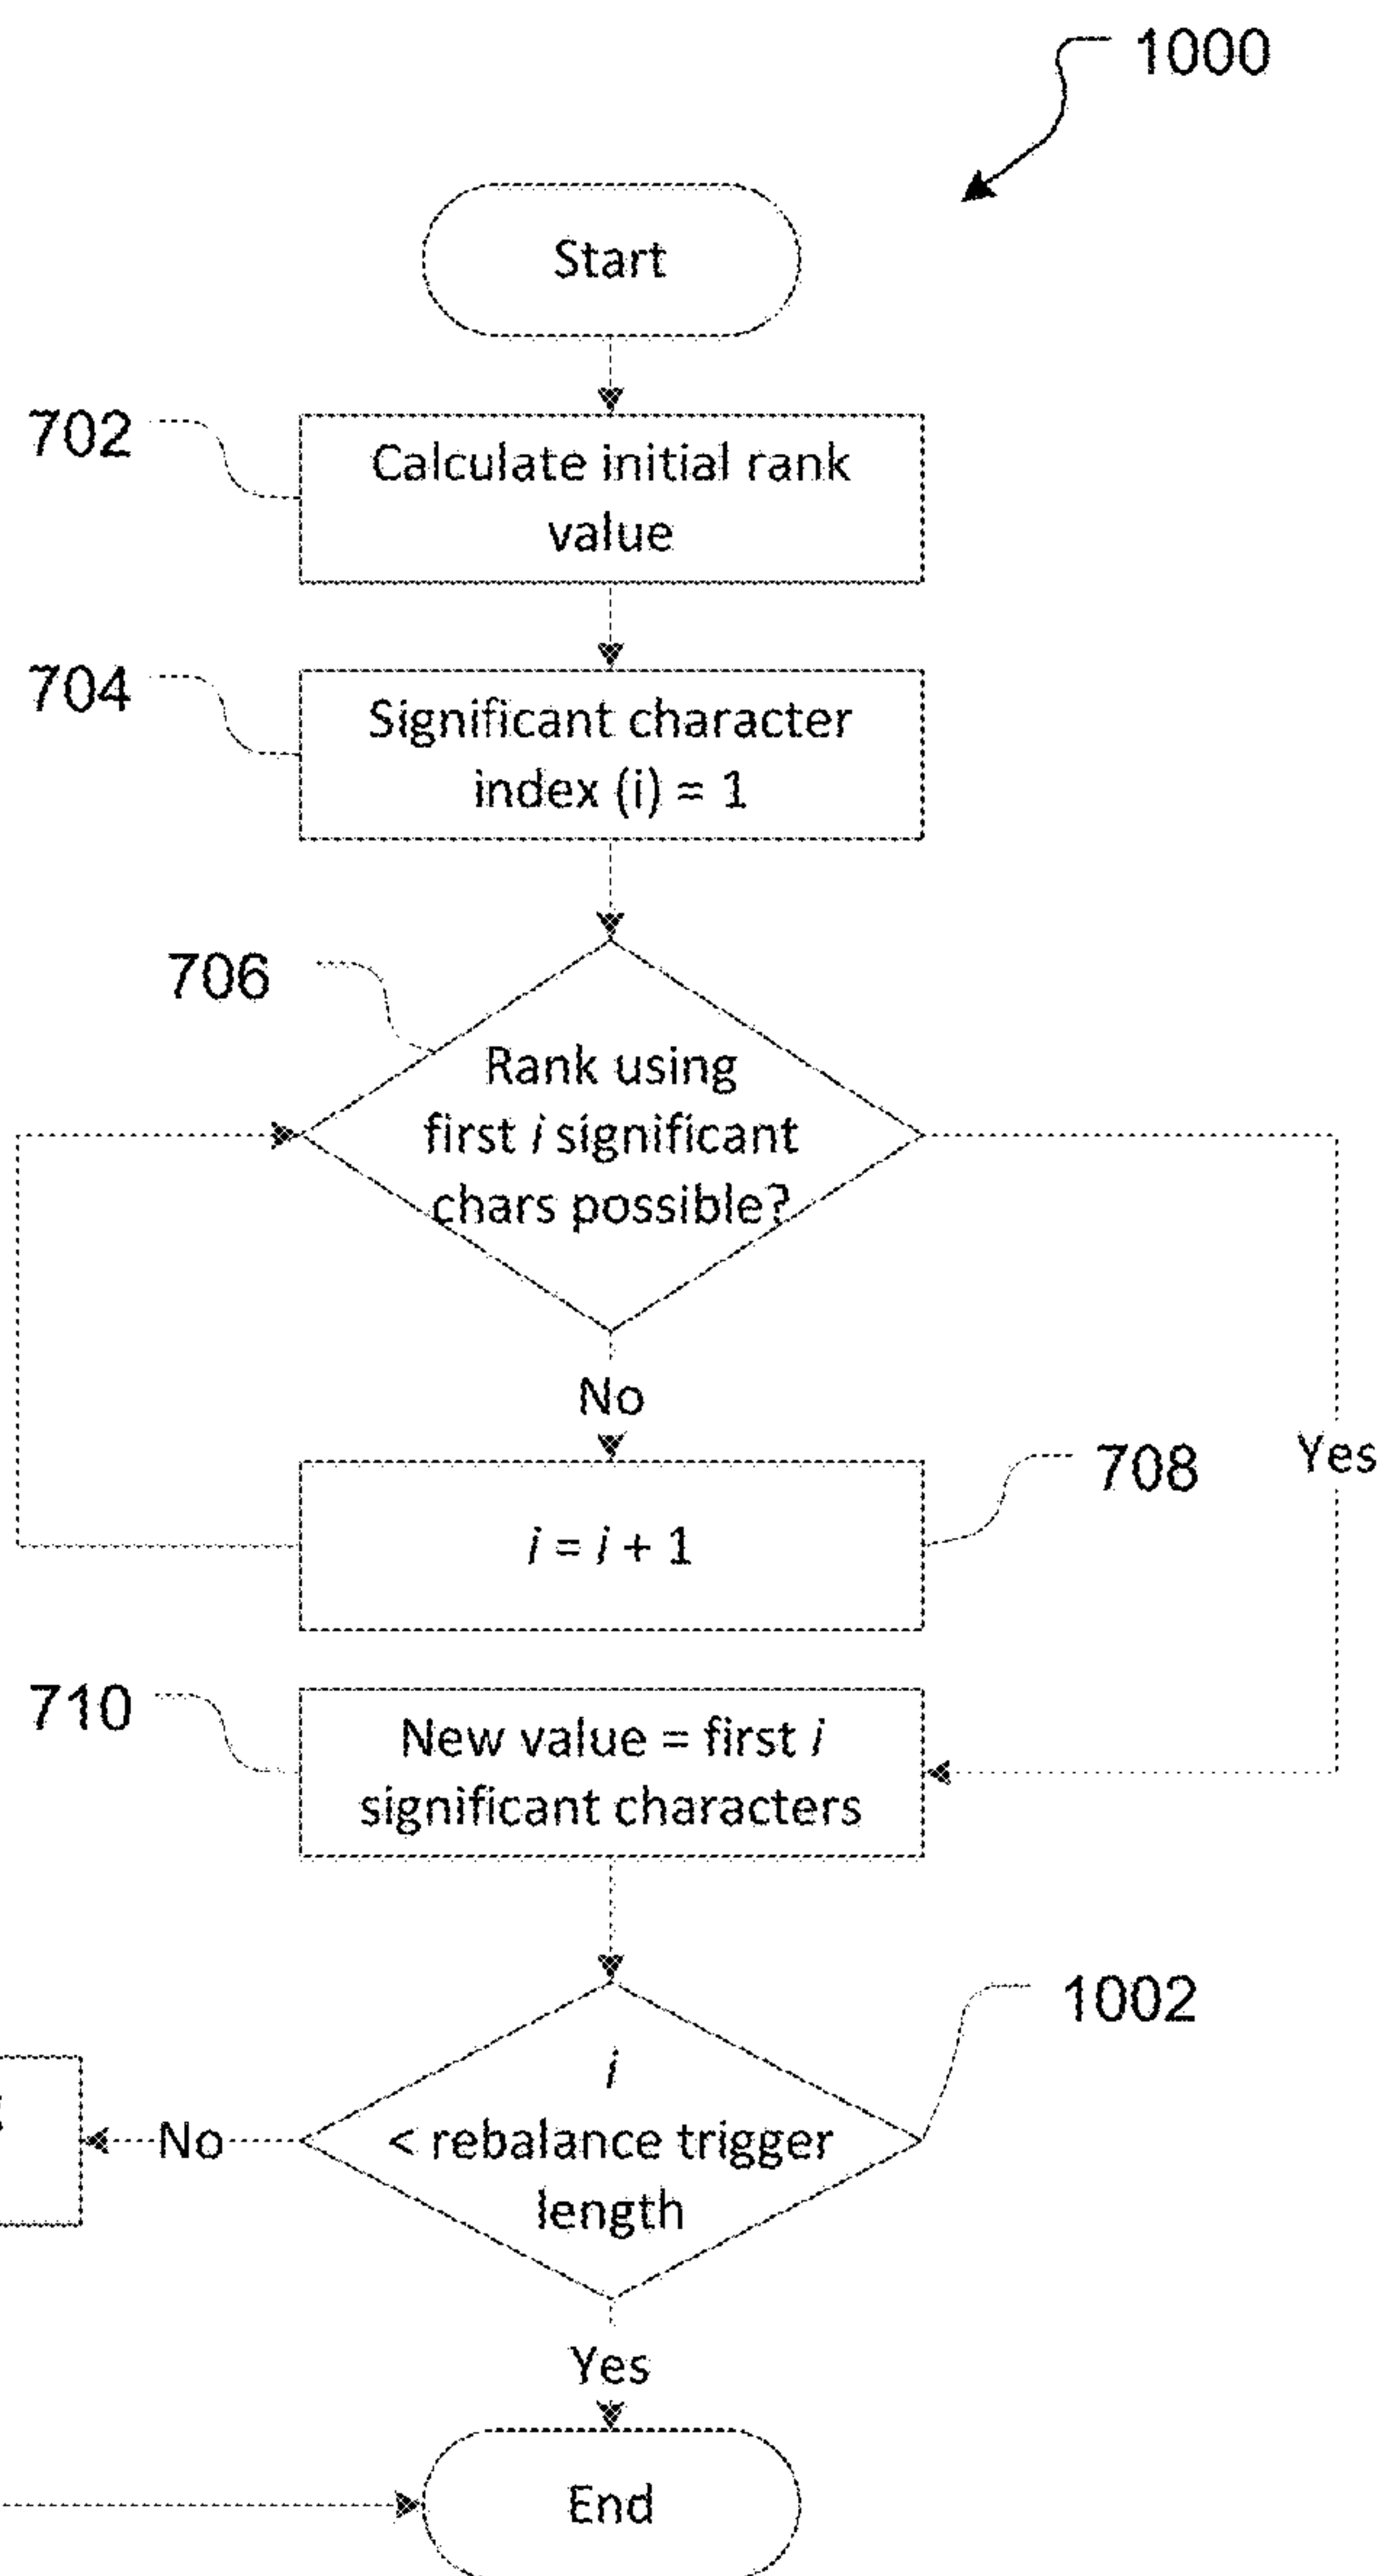 1000
Start
702
Calculate initial rank
value
704
Significant character
index (i) = 1
706
Rank using
first i significant
chars possible?
No
i = i + 1
708
Yes
710
New value = first i
significant characters
1002
i
< rebalance trigger
length
No
Yes
End